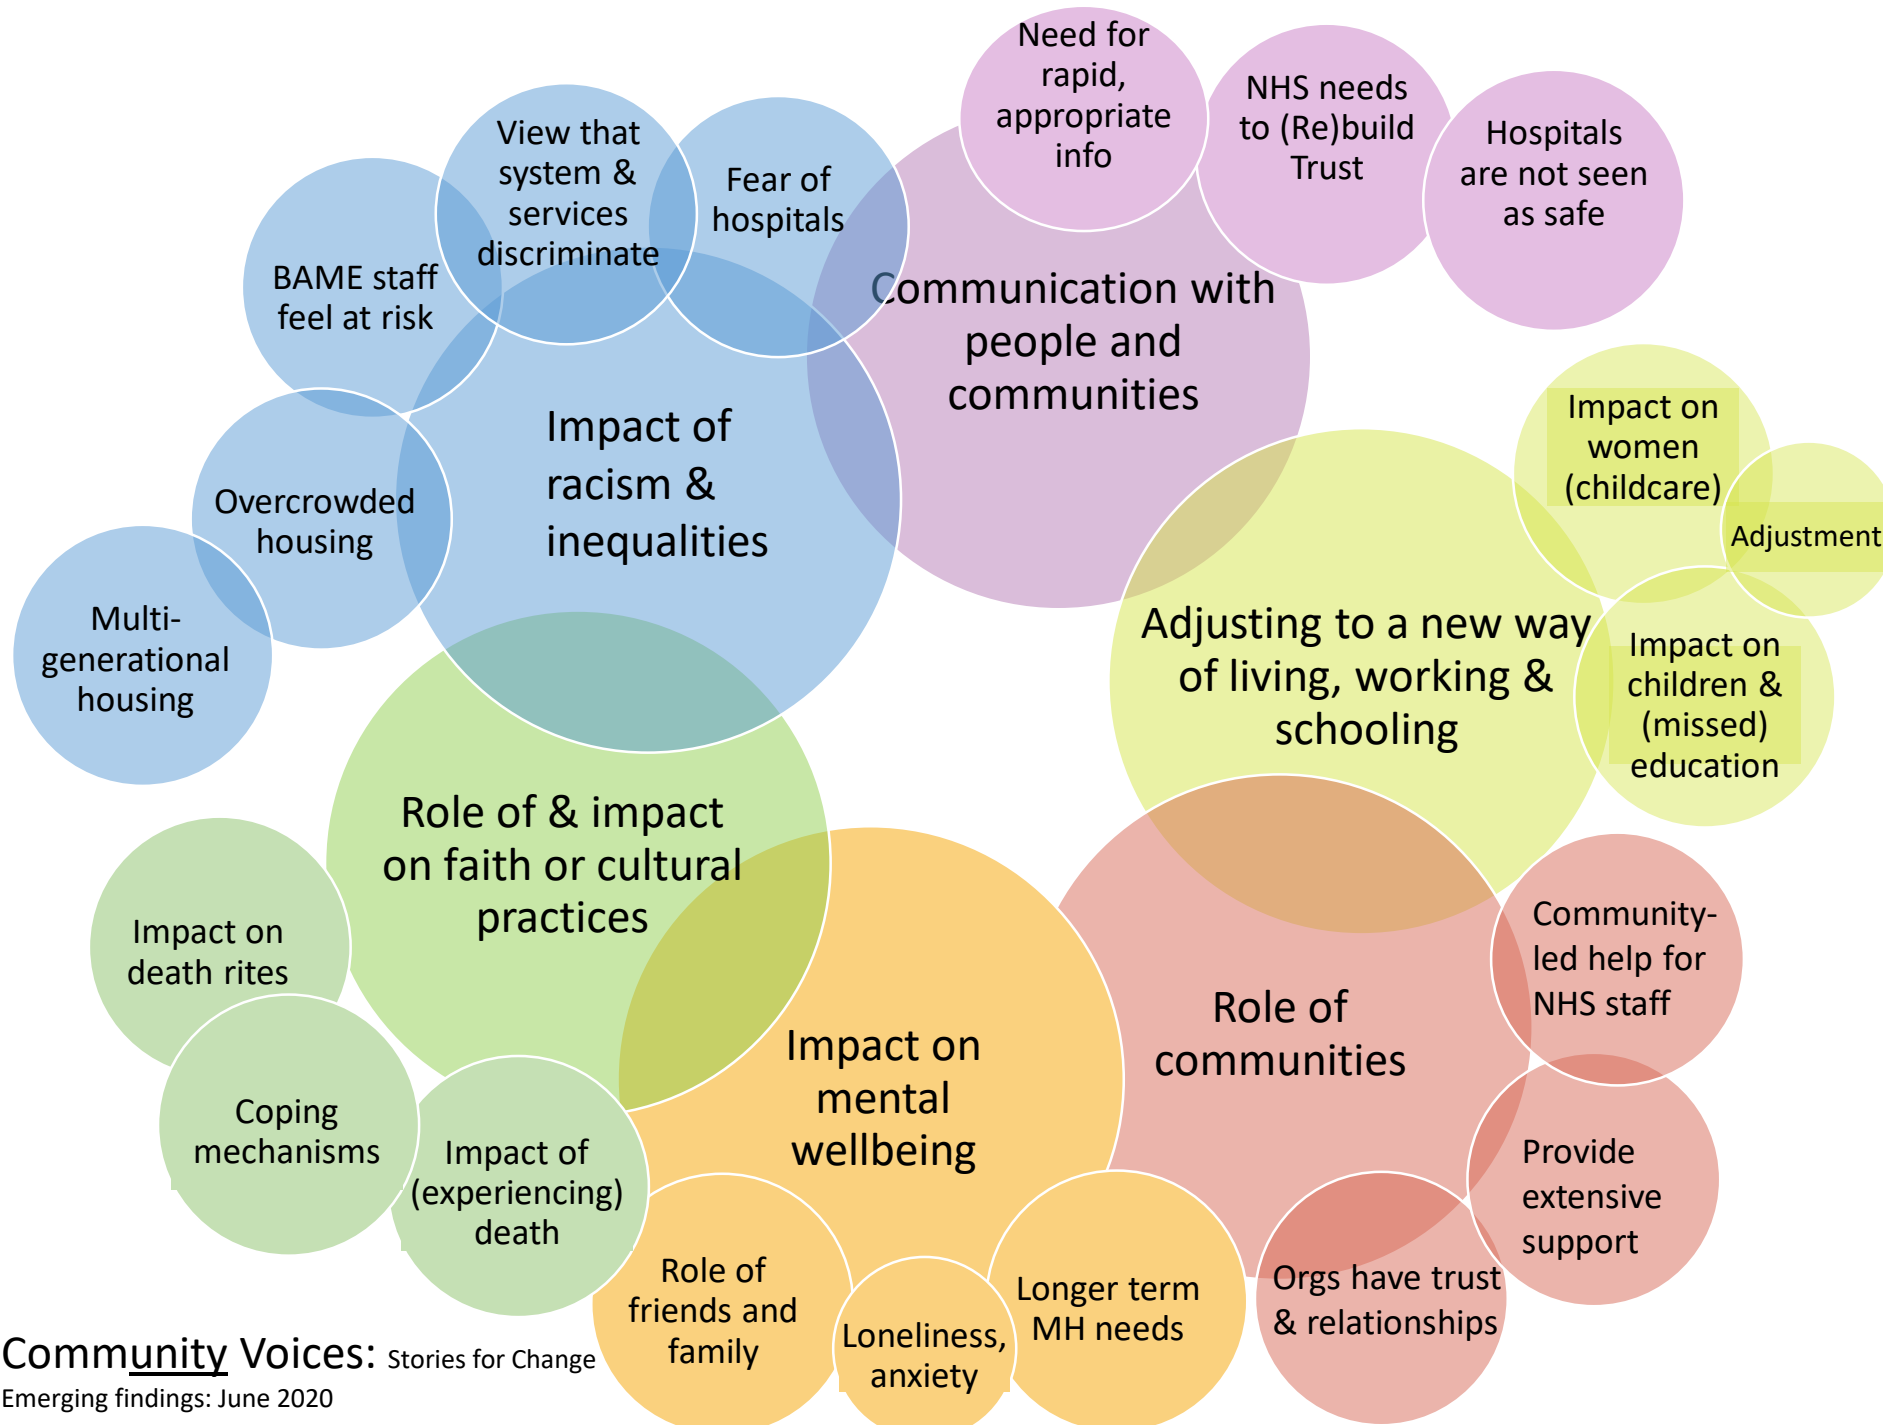 Need for
rapid,
appropriate
info
NHS needs
to (Re)build
Trust
Hospitals
are not seen
as safe
View that
system &
services
discriminate
Fear of
hospitals
BAME staff
feel at risk
Overcrowded
housing
Multi-
generational
housing
Impact of
racism &
inequalities
Communication with
people and
communities
Impact on
women
(childcare)
Adjustment
Impact on
children &
(missed)
education
Adjusting to a new way
of living, working &
schooling
Role of & impact
on faith or cultural
practices
Impact on
death rites
Coping
mechanisms
Impact of
(experiencing)
death
Impact on
mental
wellbeing
Role of
friends and
family
Loneliness,
anxiety
Longer term
MH needs
Role of
communities
Community-
led help for
NHS staff
Provide
extensive
support
Orgs have trust
& relationships
Community Voices: Stories for Change
Emerging findings: June 2020